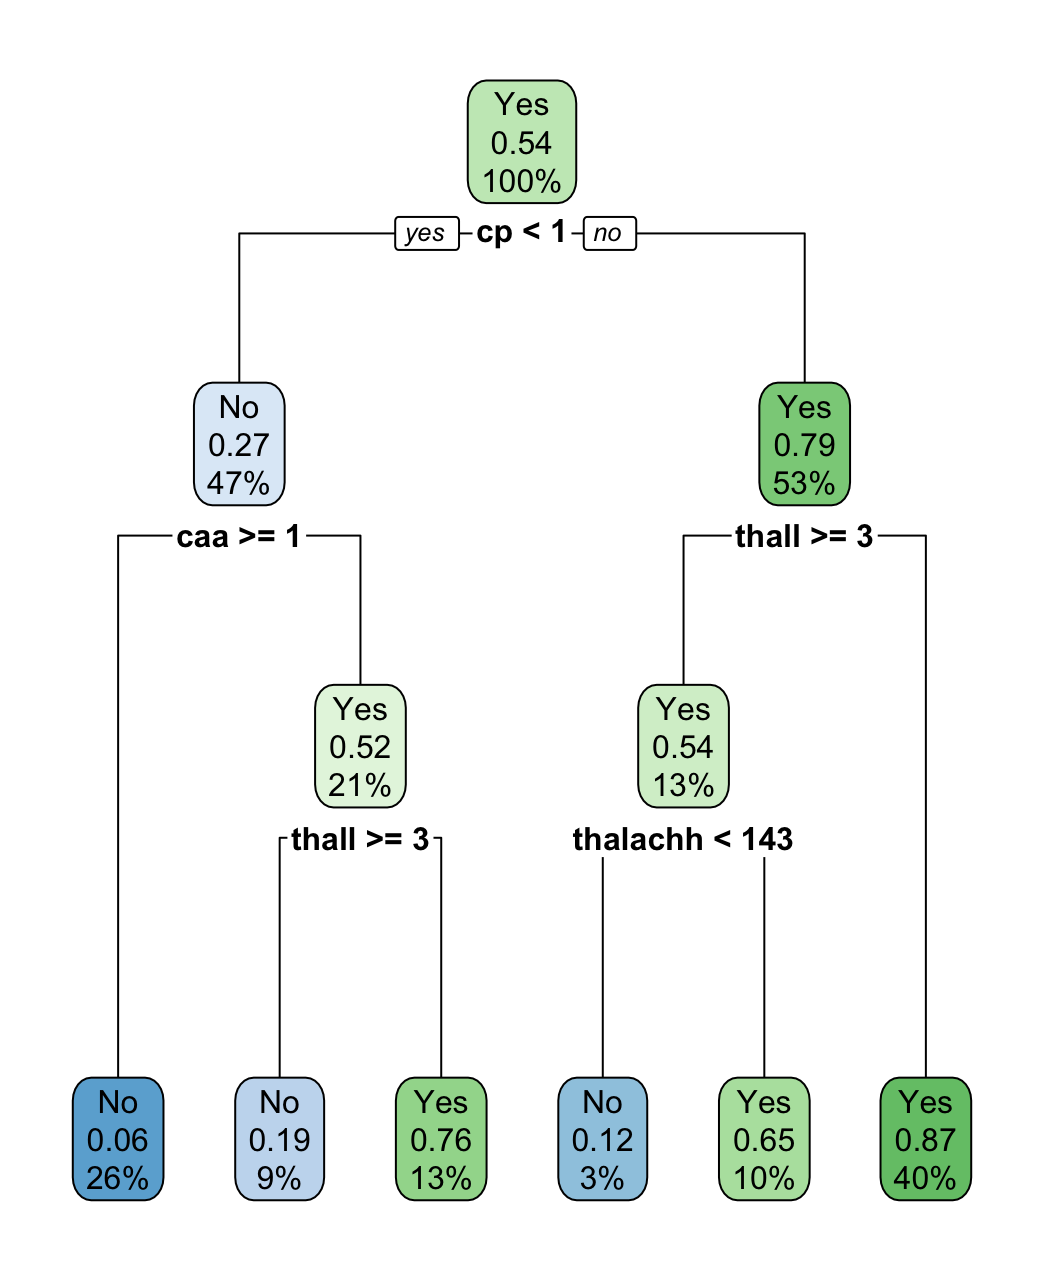 Yes
0.54
100%
yes cp < 1 no
No
0.27
47%
Yes
0.79
53%
caa >= 1
thall >= 3
Yes
0.52
21%
Yes
0.54
13%
thall >= 3
thalachh < 143
No
0.06
26%
No
0.19
9%
Yes
0.76
13%
No
0.12
3%
Yes
0.65
10%
Yes
0.87
40%